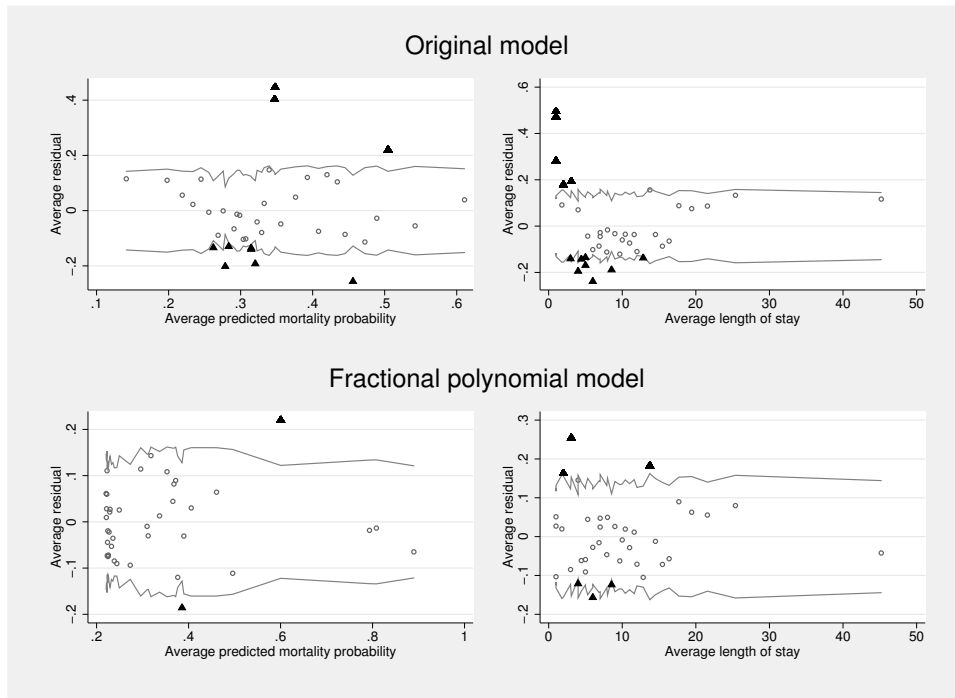 Original model
Average residual
-.2 0 .2 .4
.1 .2 .3 .4 .5 .6
Average predicted mortality probability
Average residual
-.2 0 .2 .4 .6
0 10 20 30 40 50
Average length of stay
Fractional polynomial model
Average residual
-.2 -.1 0 .1 .2
.2 .4 .6 .8 1
Average predicted mortality probability
Average residual
-.2 -.1 0 .1 .2 .3
0 10 20 30 40 50
Average length of stay